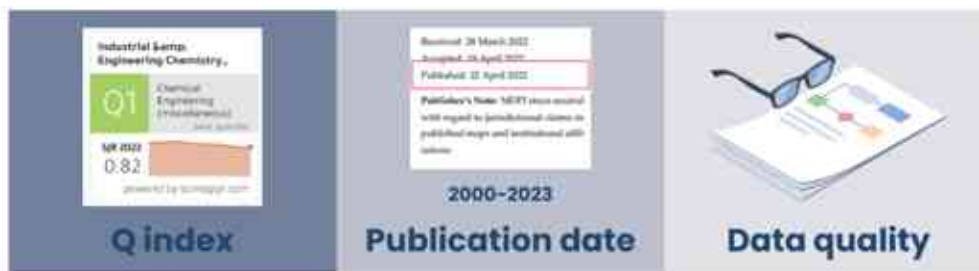 Industrial &amp;
Engineering Chemistry..
Q1
Chemical
Engineering
(miscellaneous)
best quartile
SJR 2022
0.82
powered by scimagojr.com
Q index
Received: 26 March 2022
Accepted: 19 April 2022
Published: 22 April 2022
Publisher's Note: MDPI stays neutral
with regard to jurisdictional claims in
published maps and institutional affil-
iations.
2000-2023
Publication date
Data quality